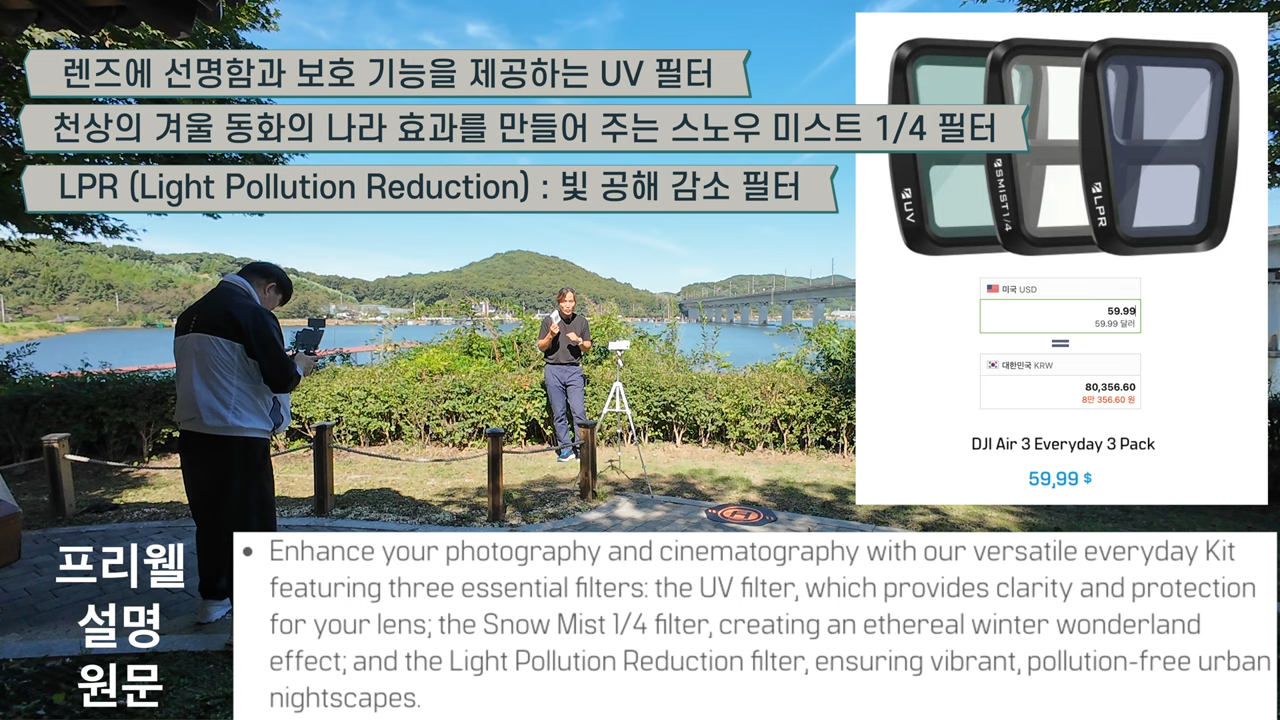 렌즈에 선명함과 보호 기능을 제공하는 UV 필터
천상의 겨울 동화의 나라 효과를 만들어 주는 스노우 미스트 1/4 필터
LPR (Light Pollution Reduction) : 빛 공해 감소 필터
UV
SMIST1/4
LPR
미국 USD
59.99
59.99 달러
대한민국 KRW
80,356.60
8만 356.60 원
DJI Air 3 Everyday 3 Pack
59,99 $
프리웰
설명
원문
• Enhance your photography and cinematography with our versatile everyday Kit
featuring three essential filters: the UV filter, which provides clarity and protection
for your lens; the Snow Mist 1/4 filter, creating an ethereal winter wonderland
effect; and the Light Pollution Reduction filter, ensuring vibrant, pollution-free urban
nightscapes.